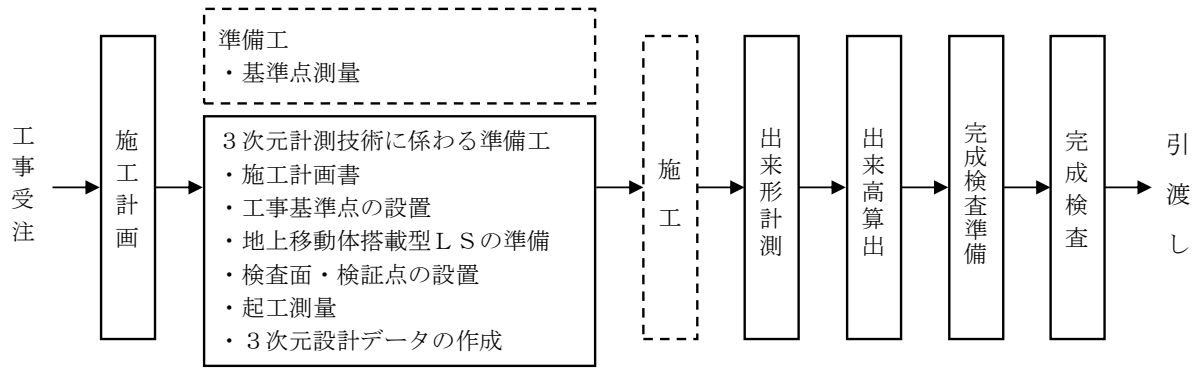 工事受注
施工計画
準備工
・基準点測量
３次元計測技術に係わる準備工
・施工計画書
・工事基準点の設置
・地上移動体搭載型ＬＳの準備
・検査面・検証点の設置
・起工測量
・３次元設計データの作成
施工
出来形計測
出来高算出
完成検査準備
完成検査
引渡し